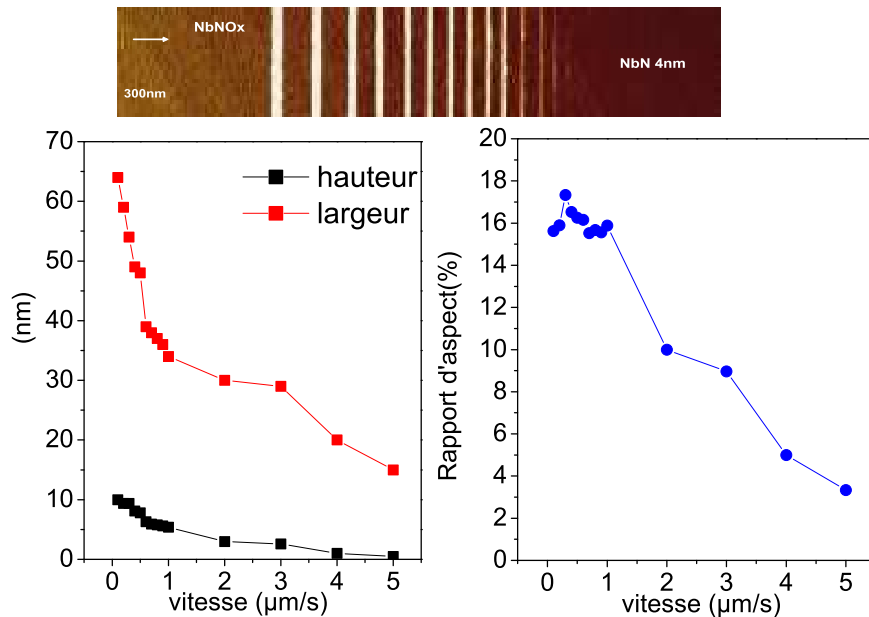 NbNOx
NbN 4nm
300nm
70
60
50
40
30
20
10
0
(nm)
hauteur
largeur
0 1 2 3 4 5
vitesse (µm/s)
20
18
16
14
12
10
8
6
4
2
0
Rapport d'aspect(%)
0 1 2 3 4 5
vitesse (µm/s)